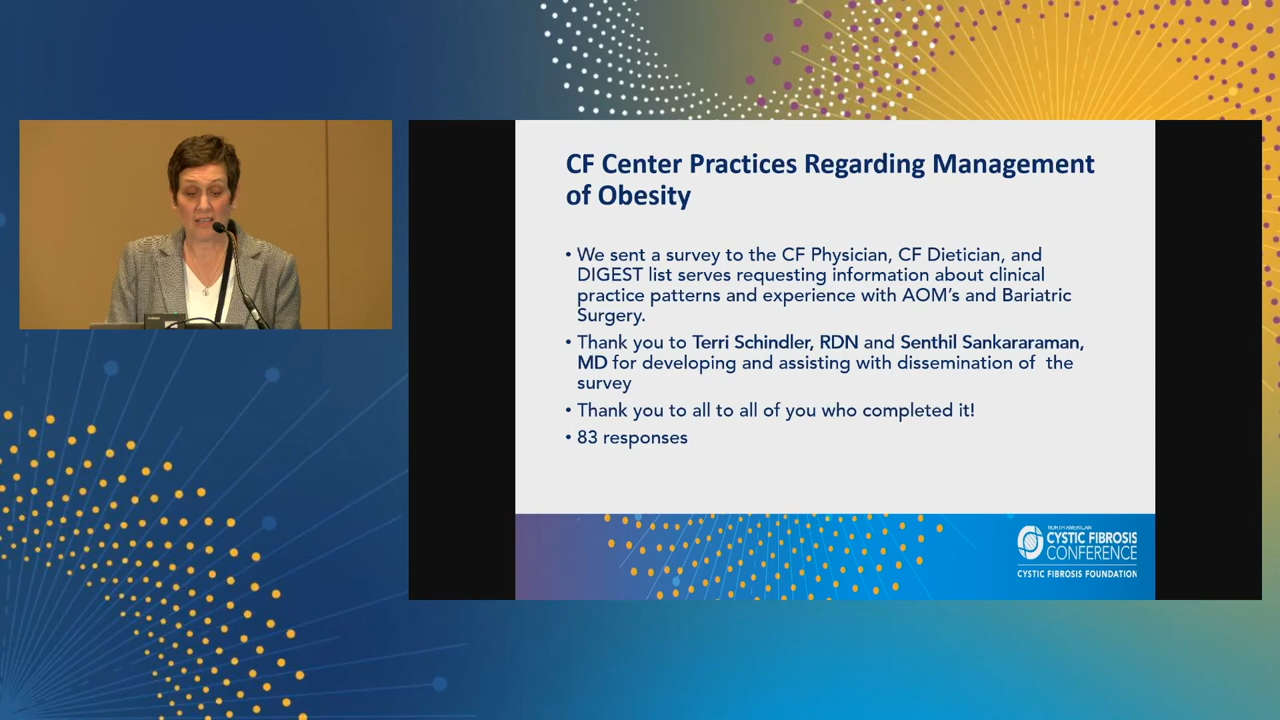 CF Center Practices Regarding Management
of Obesity
• We sent a survey to the CF Physician, CF Dietician, and
DIGEST list serves requesting information about clinical
practice patterns and experience with AOM's and Bariatric
Surgery.
• Thank you to Terri Schindler, RDN and Senthil Sankararaman,
MD for developing and assisting with dissemination of the
survey
• Thank you to all to all of you who completed it!
• 83 responses
NORTH AMERICAN
CYSTIC FIBROSIS
CONFERENCE
CYSTIC FIBROSIS FOUNDATION